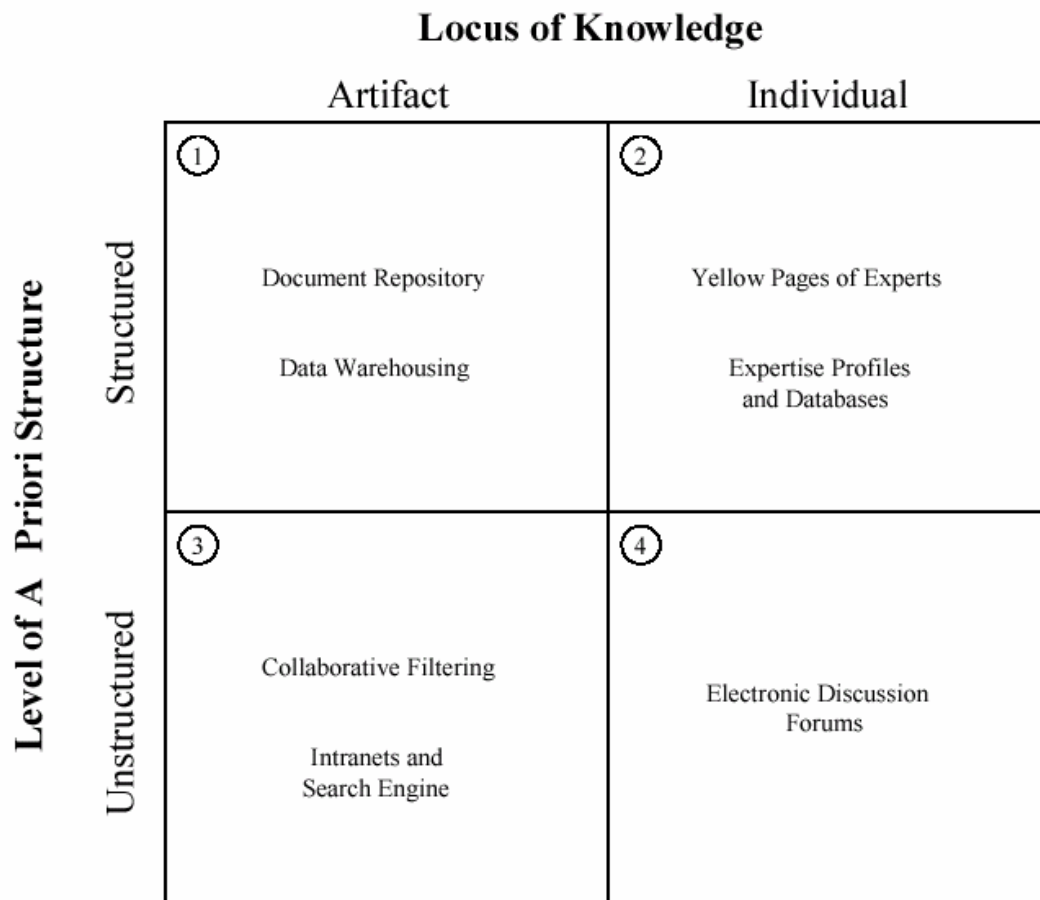 Locus of Knowledge
Artifact
Individual
Level of A Priori Structure
Structured
1
Document Repository
Data Warehousing
2
Yellow Pages of Experts
Expertise Profiles
and Databases
Unstructured
3
Collaborative Filtering
Intranets and
Search Engine
4
Electronic Discussion
Forums